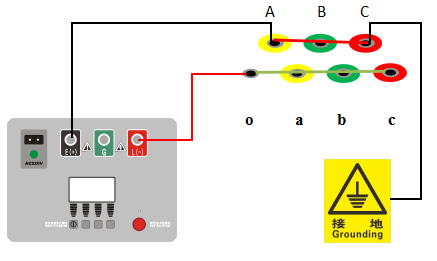 A B C
o a b c
E(+) G L(-)
AC220V
接 地
Grounding